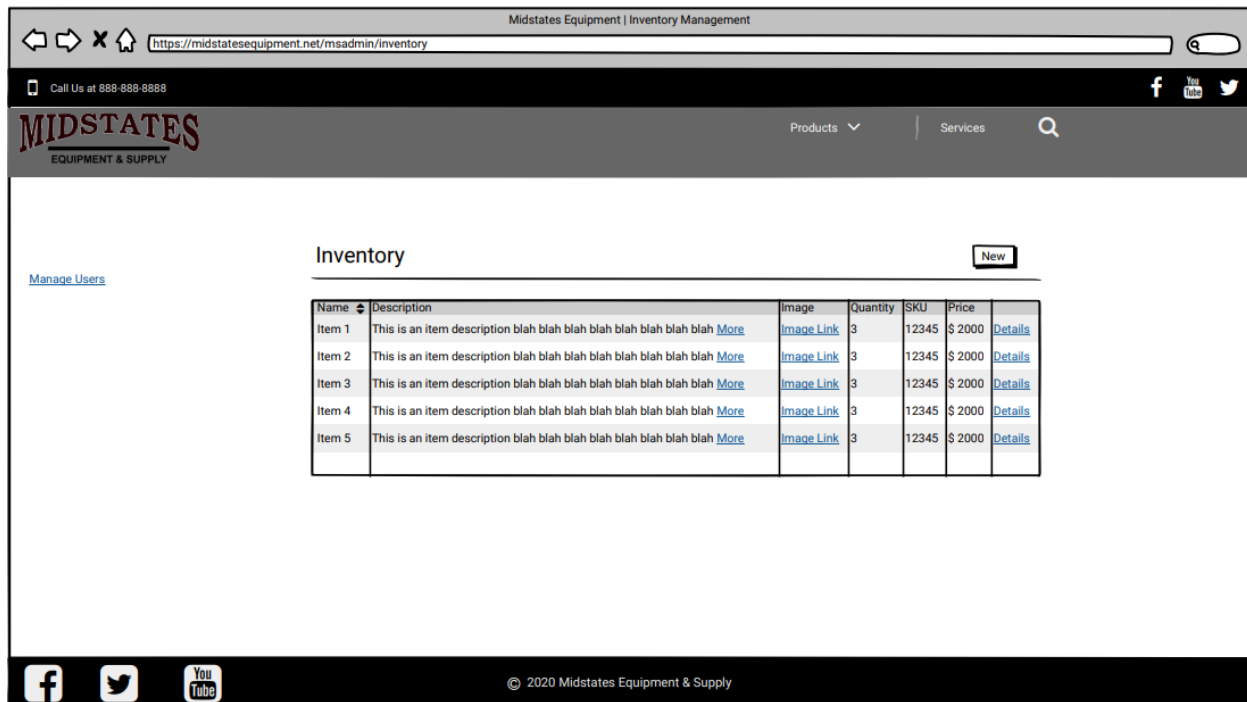 Midstates Equipment | Inventory Management
https://midstatesequipment.net/msadmin/inventory
Call Us at 888-888-8888
You
Tube
MIDSTATES
EQUIPMENT & SUPPLY
Products
Services
Inventory
New
Manage Users
Name Description Image Quantity SKU Price
Item 1 This is an item description blah blah blah blah blah blah blah blah More Image Link 3 12345 $ 2000 Details
Item 2 This is an item description blah blah blah blah blah blah blah blah More Image Link 3 12345 $ 2000 Details
Item 3 This is an item description blah blah blah blah blah blah blah blah More Image Link 3 12345 $ 2000 Details
Item 4 This is an item description blah blah blah blah blah blah blah blah More Image Link 3 12345 $ 2000 Details
Item 5 This is an item description blah blah blah blah blah blah blah blah More Image Link 3 12345 $ 2000 Details
You
Tube
© 2020 Midstates Equipment & Supply